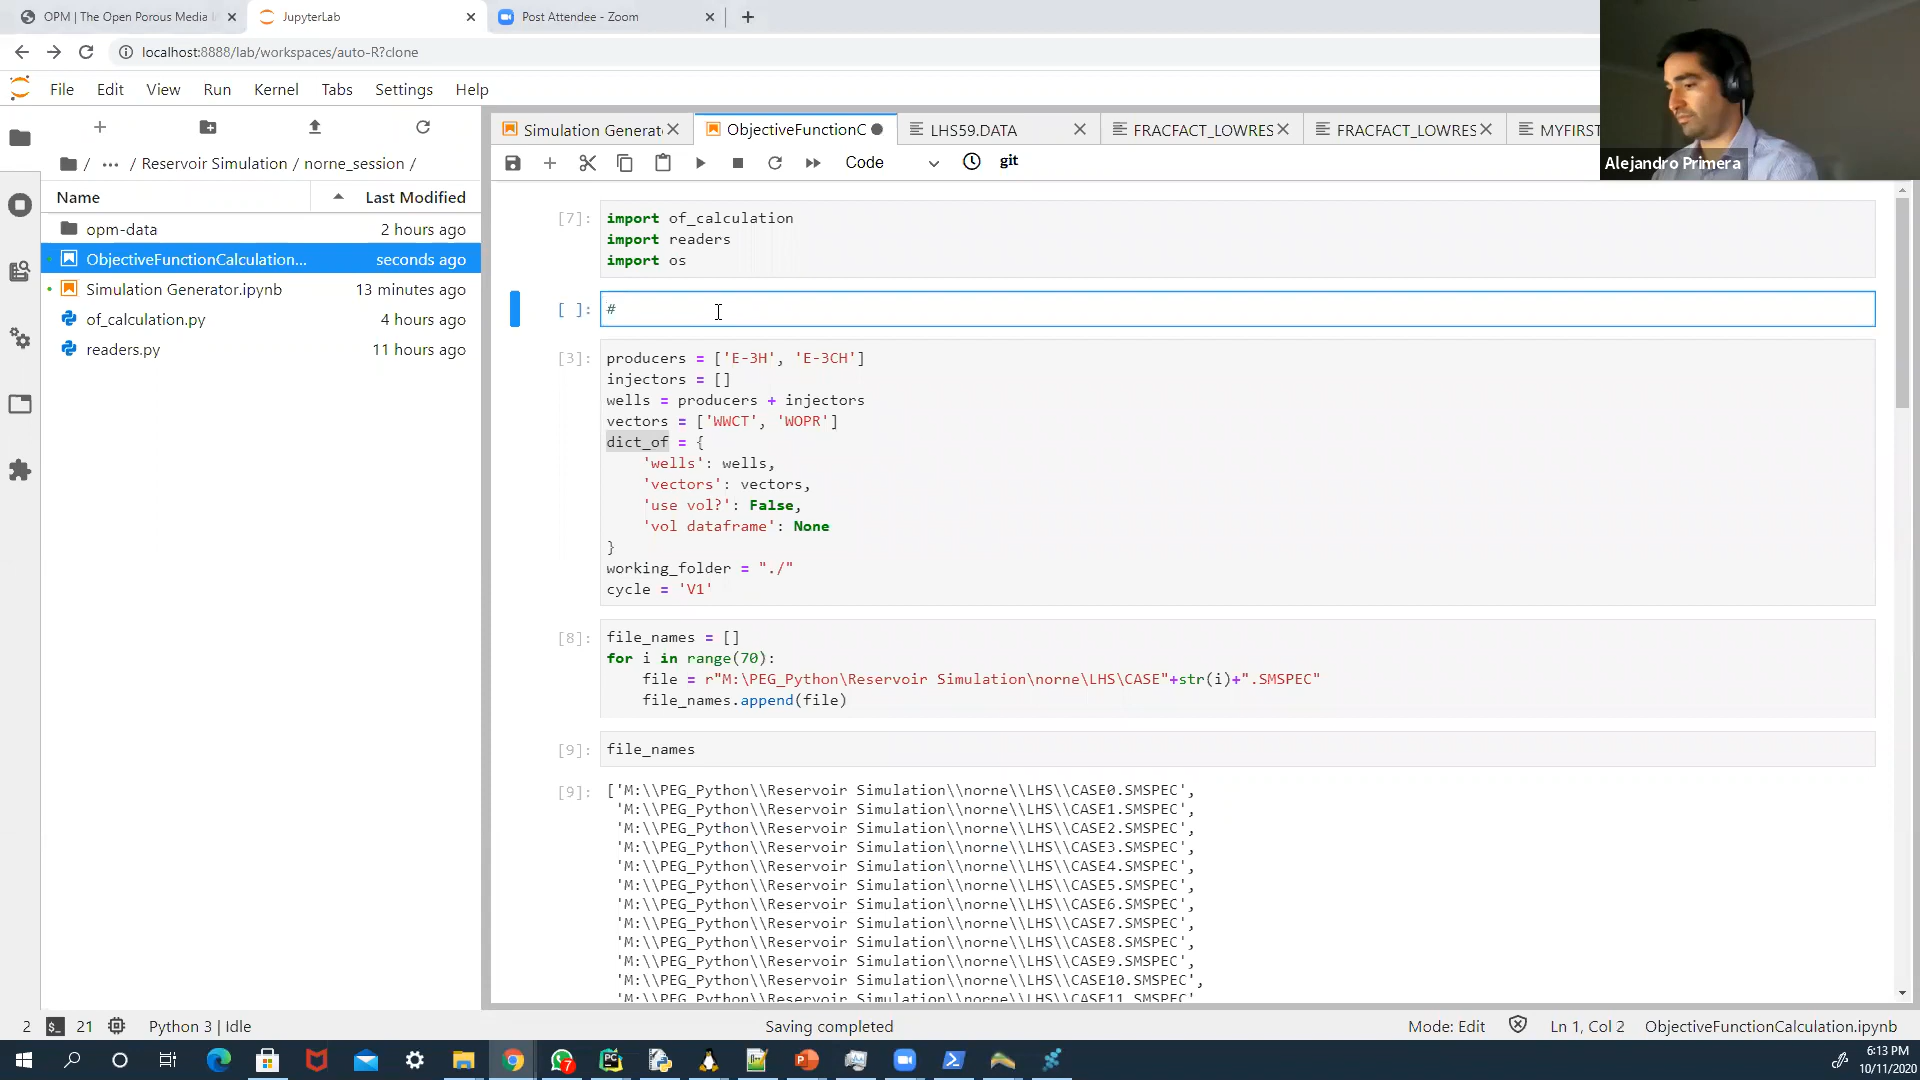 OPM | The Open Porous Media I
JupyterLab
Post Attendee - Zoom
localhost:8888/lab/workspaces/auto-R?clone
File Edit View Run Kernel Tabs Settings Help
Simulation Generat
ObjectiveFunctionC
LHS59.DATA
FRACFACT_LOWRES
FRACFACT_LOWRES
MYFIRST
Alejandro Primera
/ ··· / Reservoir Simulation / norne_session /
Code
git
Name Last Modified
opm-data 2 hours ago
ObjectiveFunctionCalculation... seconds ago
Simulation Generator.ipynb 13 minutes ago
of_calculation.py 4 hours ago
readers.py 11 hours ago
[7]: import of_calculation
import readers
import os
[ ]: #
[3]: producers = ['E-3H', 'E-3CH']
injectors = []
wells = producers + injectors
vectors = ['WWCT', 'WOPR']
dict_of = {
'wells': wells,
'vectors': vectors,
'use vol?': False,
'vol dataframe': None
}
working_folder = "./"
cycle = 'V1'
[8]: file_names = []
for i in range(70):
file = r"M:\PEG_Python\Reservoir Simulation\norne\LHS\CASE"+str(i)+".SMSPEC"
file_names.append(file)
[9]: file_names
[9]: ['M:\\PEG_Python\\Reservoir Simulation\\norne\\LHS\\CASE0.SMSPEC',
'M:\\PEG_Python\\Reservoir Simulation\\norne\\LHS\\CASE1.SMSPEC',
'M:\\PEG_Python\\Reservoir Simulation\\norne\\LHS\\CASE2.SMSPEC',
'M:\\PEG_Python\\Reservoir Simulation\\norne\\LHS\\CASE3.SMSPEC',
'M:\\PEG_Python\\Reservoir Simulation\\norne\\LHS\\CASE4.SMSPEC',
'M:\\PEG_Python\\Reservoir Simulation\\norne\\LHS\\CASE5.SMSPEC',
'M:\\PEG_Python\\Reservoir Simulation\\norne\\LHS\\CASE6.SMSPEC',
'M:\\PEG_Python\\Reservoir Simulation\\norne\\LHS\\CASE7.SMSPEC',
'M:\\PEG_Python\\Reservoir Simulation\\norne\\LHS\\CASE8.SMSPEC',
'M:\\PEG_Python\\Reservoir Simulation\\norne\\LHS\\CASE9.SMSPEC',
'M:\\PEG_Python\\Reservoir Simulation\\norne\\LHS\\CASE10.SMSPEC',
'M:\\PEG_Python\\Reservoir Simulation\\norne\\LHS\\CASE11.SMSPEC'
2 21 Python 3 | Idle Saving completed Mode: Edit Ln 1, Col 2 ObjectiveFunctionCalculation.ipynb
7
6:13 PM
10/11/2020